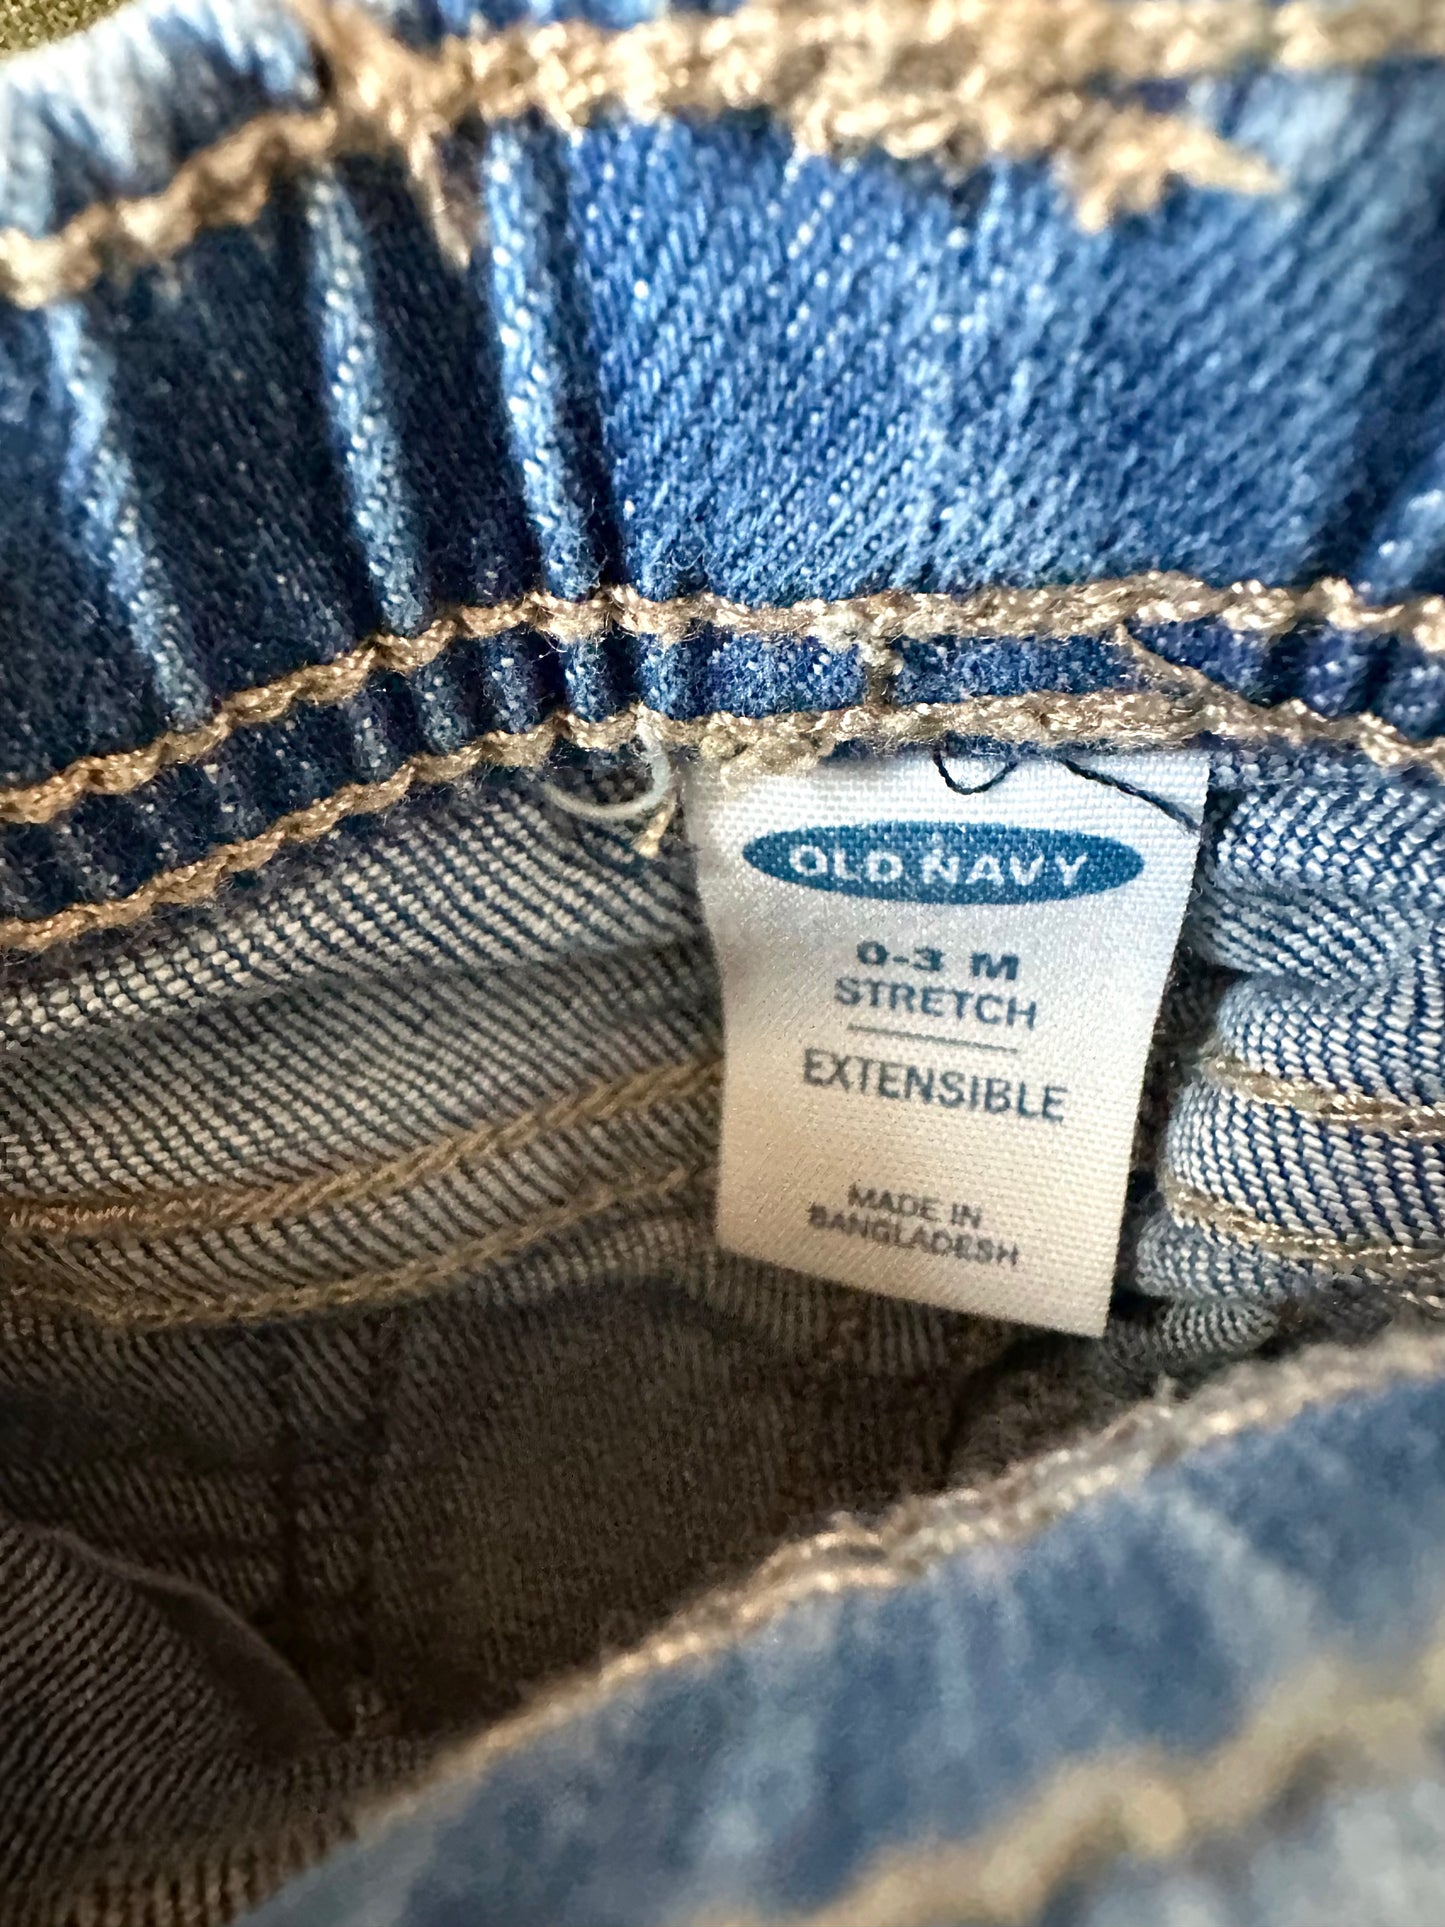 OLD NAVY
0-3 M
STRETCH
EXTENSIBLE
MADE IN
BANGLADESH